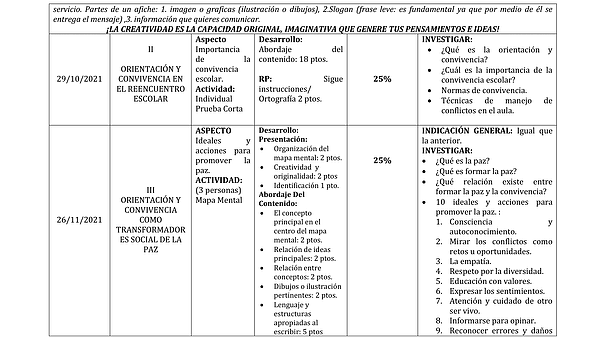 servicio. Partes de un afiche: 1. imagen o graficas (ilustración o dibujos), 2.Slogan (frase leve: es fundamental ya que por medio de él se
entrega el mensaje) ,3. información que quieres comunicar.
¡LA CREATIVIDAD ES LA CAPACIDAD ORIGINAL, IMAGINATIVA QUE GENERE TUS PENSAMIENTOS E IDEAS!
29/10/2021
II
ORIENTACIÓN Y
CONVIVENCIA EN
EL REENCUENTRO
ESCOLAR
Aspecto
Importancia
de la
convivencia
escolar.
Actividad:
Individual
Prueba Corta
Desarrollo:
Abordaje del
contenido: 18 ptos.
RP: Sigue
instrucciones/
Ortografía 2 ptos.
25%
INVESTIGAR:
• ¿Qué es la orientación y
convivencia?
• ¿Cuál es la importancia de la
convivencia escolar?
• Normas de convivencia.
• Técnicas de manejo de
conflictos en el aula.
26/11/2021
III
ORIENTACIÓN Y
CONVIVENCIA
COMO
TRANSFORMADOR
ES SOCIAL DE LA
PAZ
ASPECTO
Ideales y
acciones para
promover la
paz.
ACTIVIDAD:
(3 personas)
Mapa Mental
Desarrollo:
Presentación:
• Organización del
mapa mental: 2 ptos.
• Creatividad y
originalidad: 2 ptos
• Identificación 1 pto.
Abordaje Del
Contenido:
• El concepto
principal en el
centro del mapa
mental: 2 ptos.
• Relación de ideas
principales: 2 ptos.
• Relación entre
conceptos: 2 ptos.
• Dibujos o ilustración
pertinentes: 2 ptos.
• Lenguaje y
estructuras
apropiadas al
escribir: 5 ptos
25%
INDICACIÓN GENERAL: Igual que
la anterior.
INVESTIGAR:
• ¿Qué es la paz?
• ¿Qué es formar la paz?
• ¿Qué relación existe entre
formar la paz y la convivencia?
• 10 ideales y acciones para
promover la paz. :
1. Consciencia y
autoconocimiento.
2. Mirar los conflictos como
retos u oportunidades.
3. La empatía.
4. Respeto por la diversidad.
5. Educación con valores.
6. Expresar los sentimientos.
7. Atención y cuidado de otro
ser vivo.
8. Informarse para opinar.
9. Reconocer errores y daños